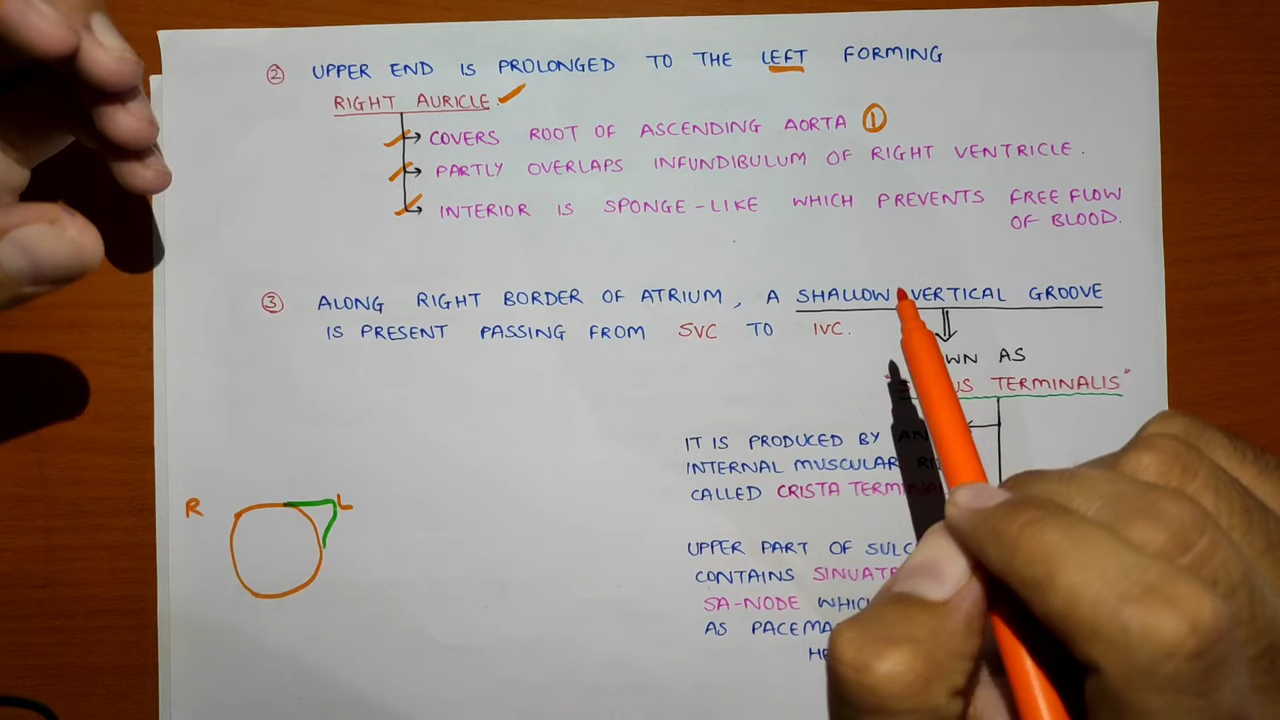 ② UPPER END IS PROLONGED TO THE LEFT FORMING
RIGHT AURICLE.
COVERS ROOT OF ASCENDING AORTA ①
PARTLY OVERLAPS INFUNDIBULUM OF RIGHT VENTRICLE.
INTERIOR IS SPONGE-LIKE WHICH PREVENTS FREE FLOW
OF BLOOD.
③ ALONG RIGHT BORDER OF ATRIUM, A SHALLOW VERTICAL GROOVE
IS PRESENT PASSING FROM SVC TO IVC.
AS
TERMINALIS"
IT IS PRODUCED BY AN
INTERNAL MUSCULAR
CALLED CRISTA
UPPER PART OF
CONTAINS
SA-NODE
AS
R L